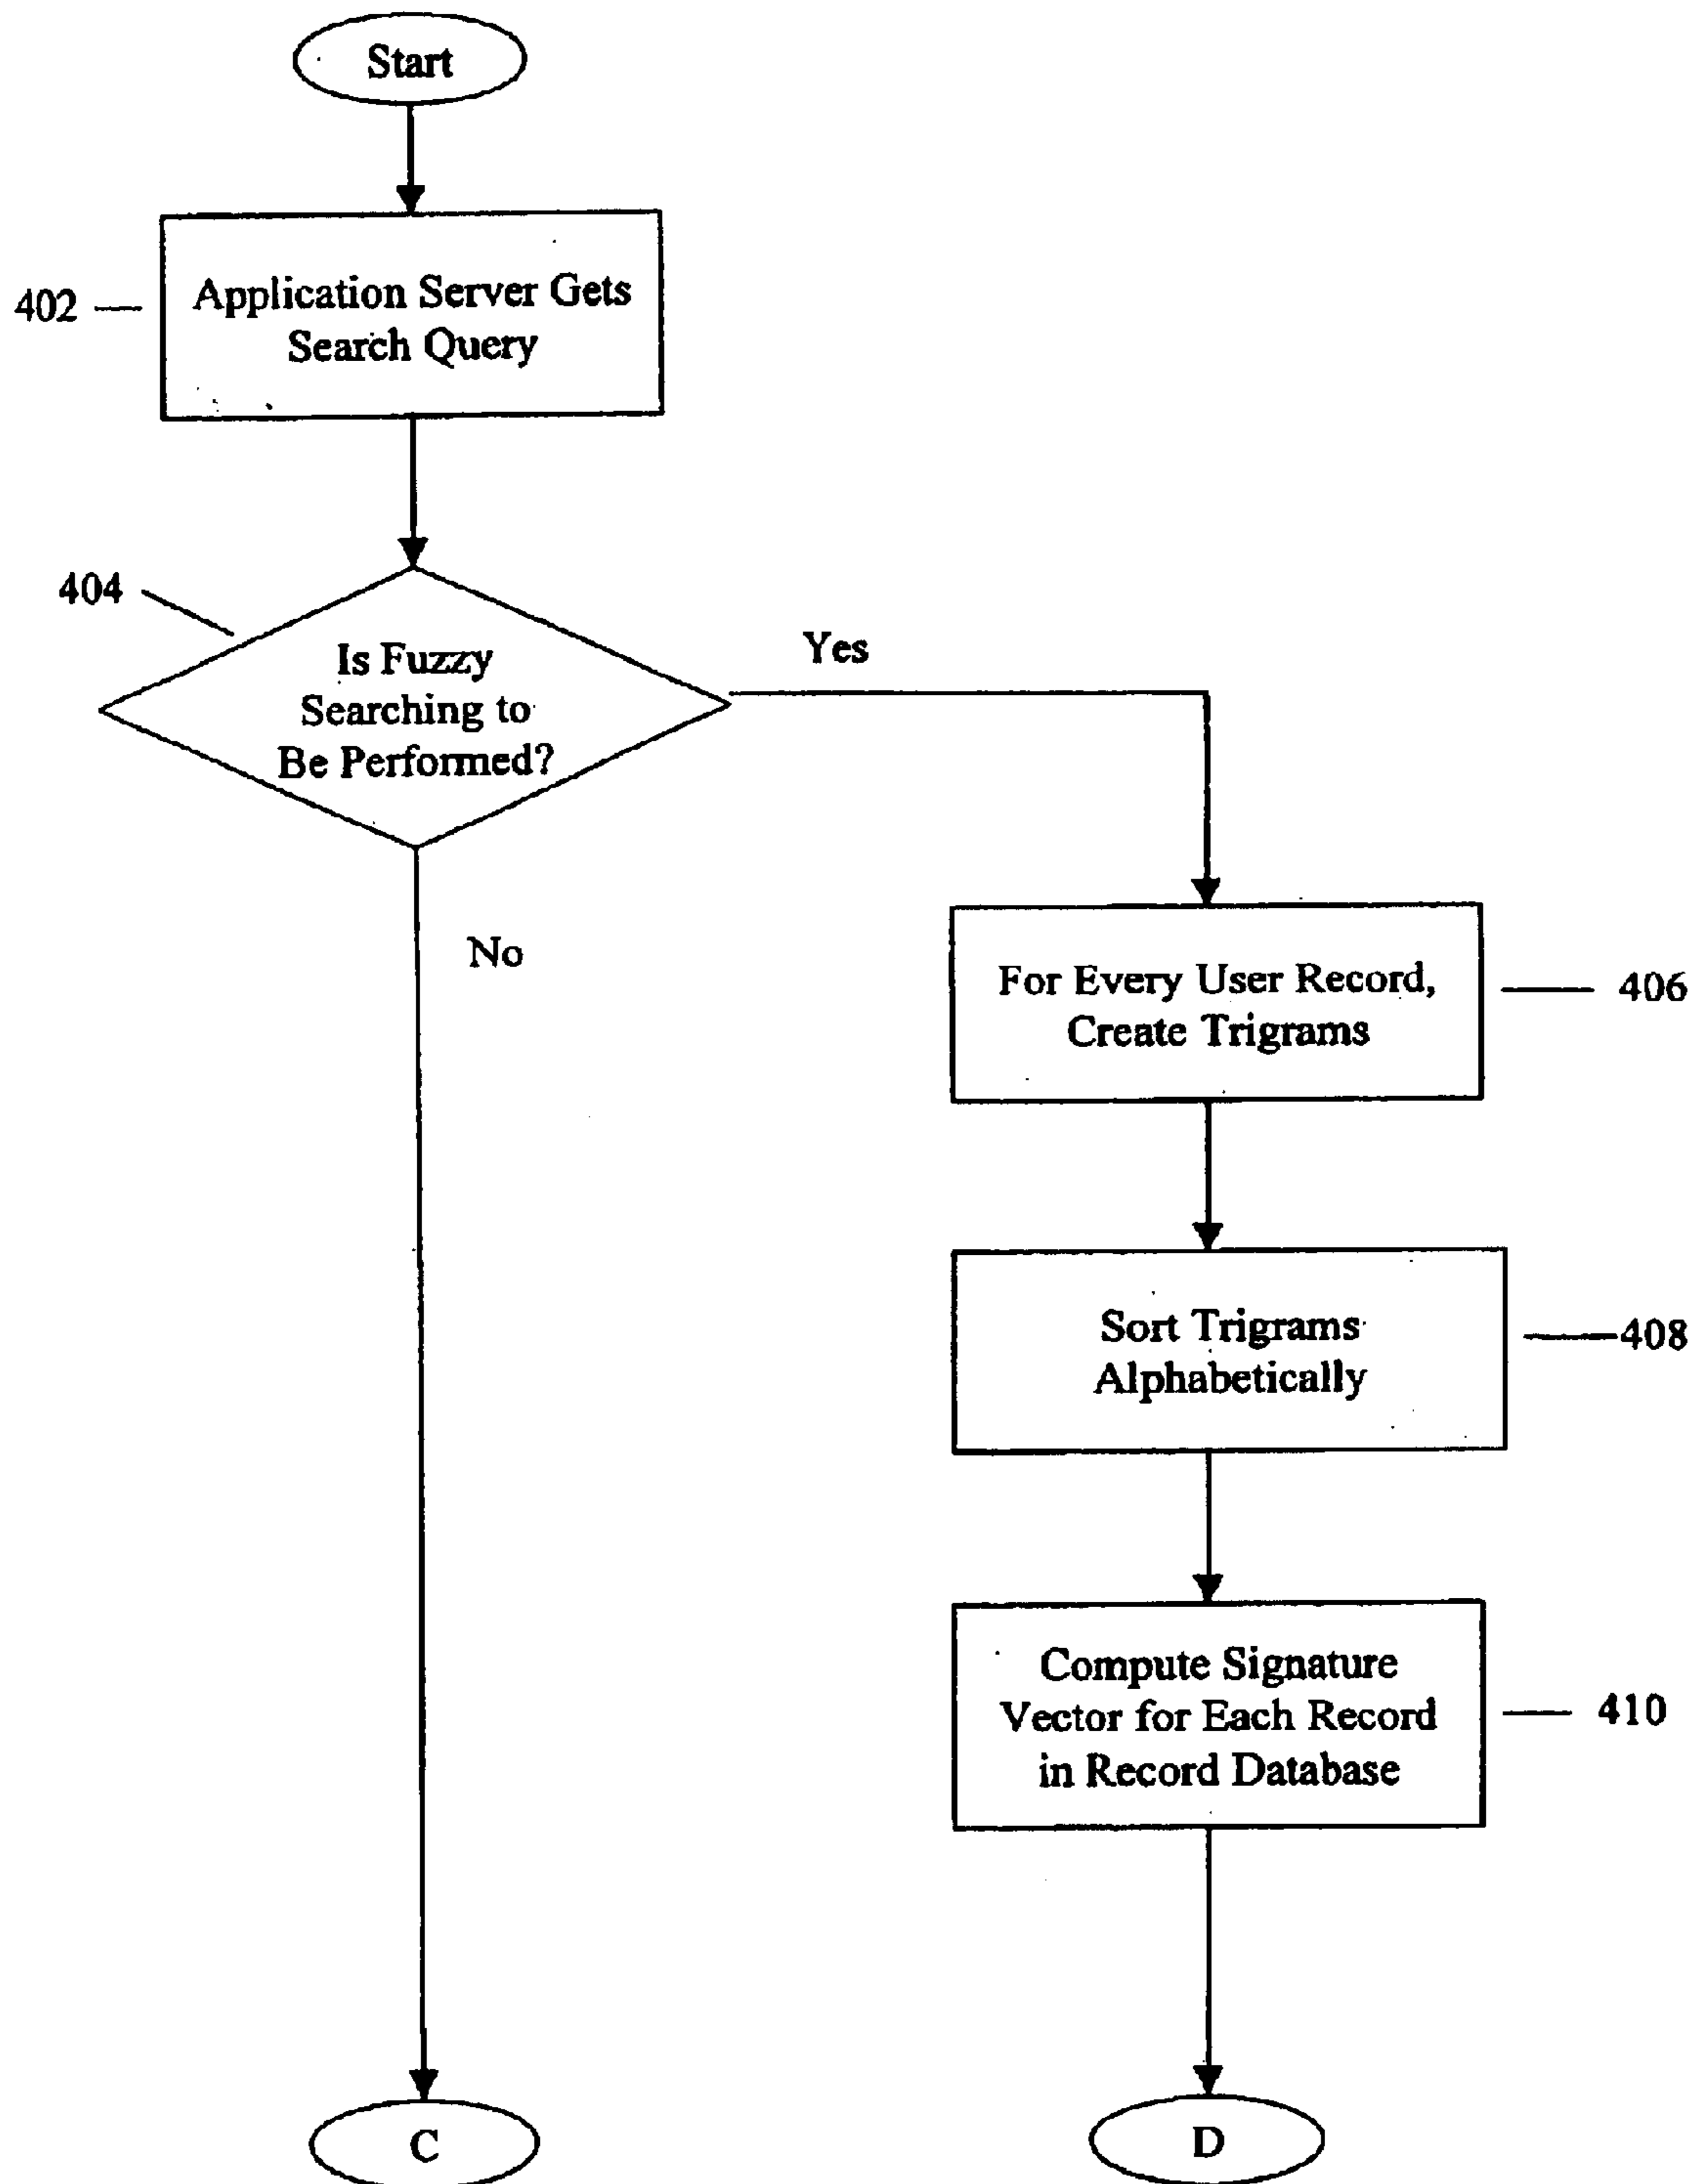 Start
402
Application Server Gets
Search Query
404
Is Fuzzy
Searching to
Be Performed?
Yes
No
For Every User Record,
Create Trigrams
406
Sort Trigrams
Alphabetically
408
Compute Signature
Vector for Each Record
in Record Database
410
C
D